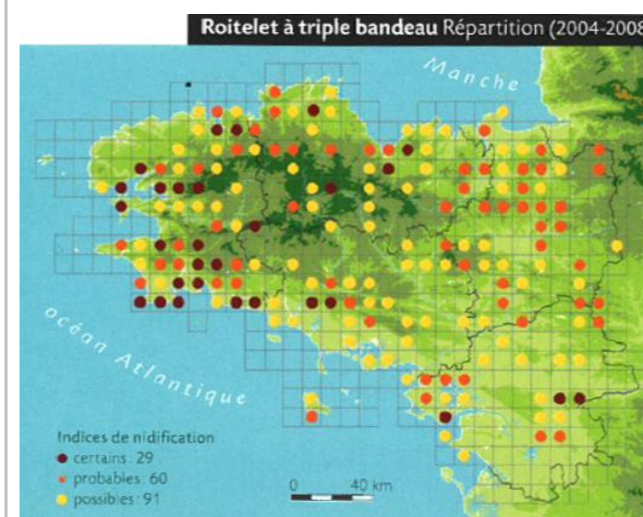 Roitelet à triple bandeau Répartition (2004-2008
Manche
océan Atlantique
Indices de nidification
certains : 29
probables : 60
possibles : 91
0 40 km